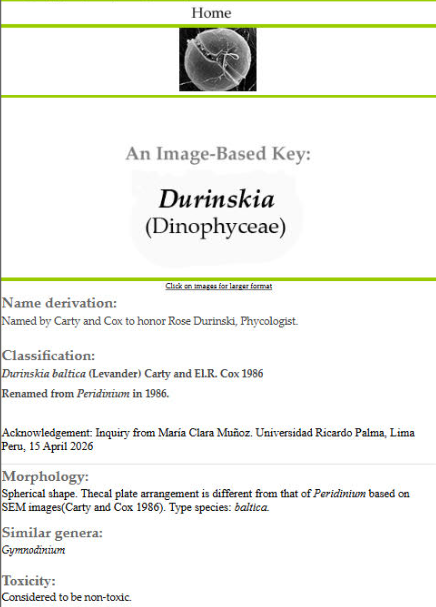 Home
An Image-Based Key:
Durinskia
(Dinophyceae)
Click on images for larger format
Name derivation:
Named by Carty and Cox to honor Rose Durinski, Phycologist.
Classification:
Durinskia baltica (Levander) Carty and El.R. Cox 1986
Renamed from Peridinium in 1986.
Acknowledgement: Inquiry from María Clara Muñoz. Universidad Ricardo Palma, Lima
Peru, 15 April 2026
Morphology:
Spherical shape. Thecal plate arrangement is different from that of Peridinium based on
SEM images(Carty and Cox 1986). Type species: baltica.
Similar genera:
Gymnodinium
Toxicity:
Considered to be non-toxic.